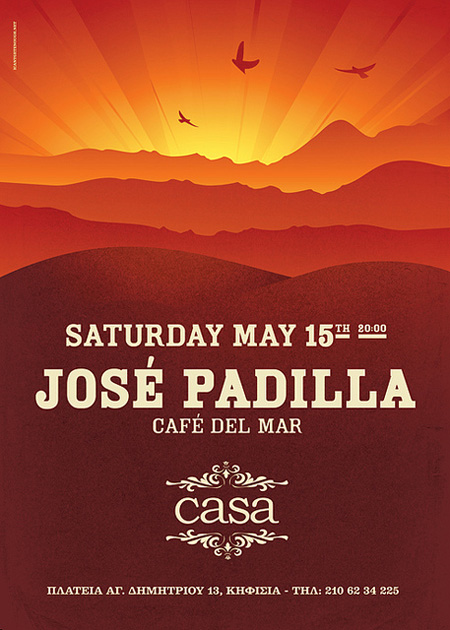 SATURDAY MAY 15TH 20:00
JOSÉ PADILLA
CAFÉ DEL MAR
casa
ΠΛΑΤΕΙΑ ΑΓ. ΔΗΜΗΤΡΙΟΥ 13, ΚΗΦΙΣΙΑ - ΤΗΛ: 210 62 34 225